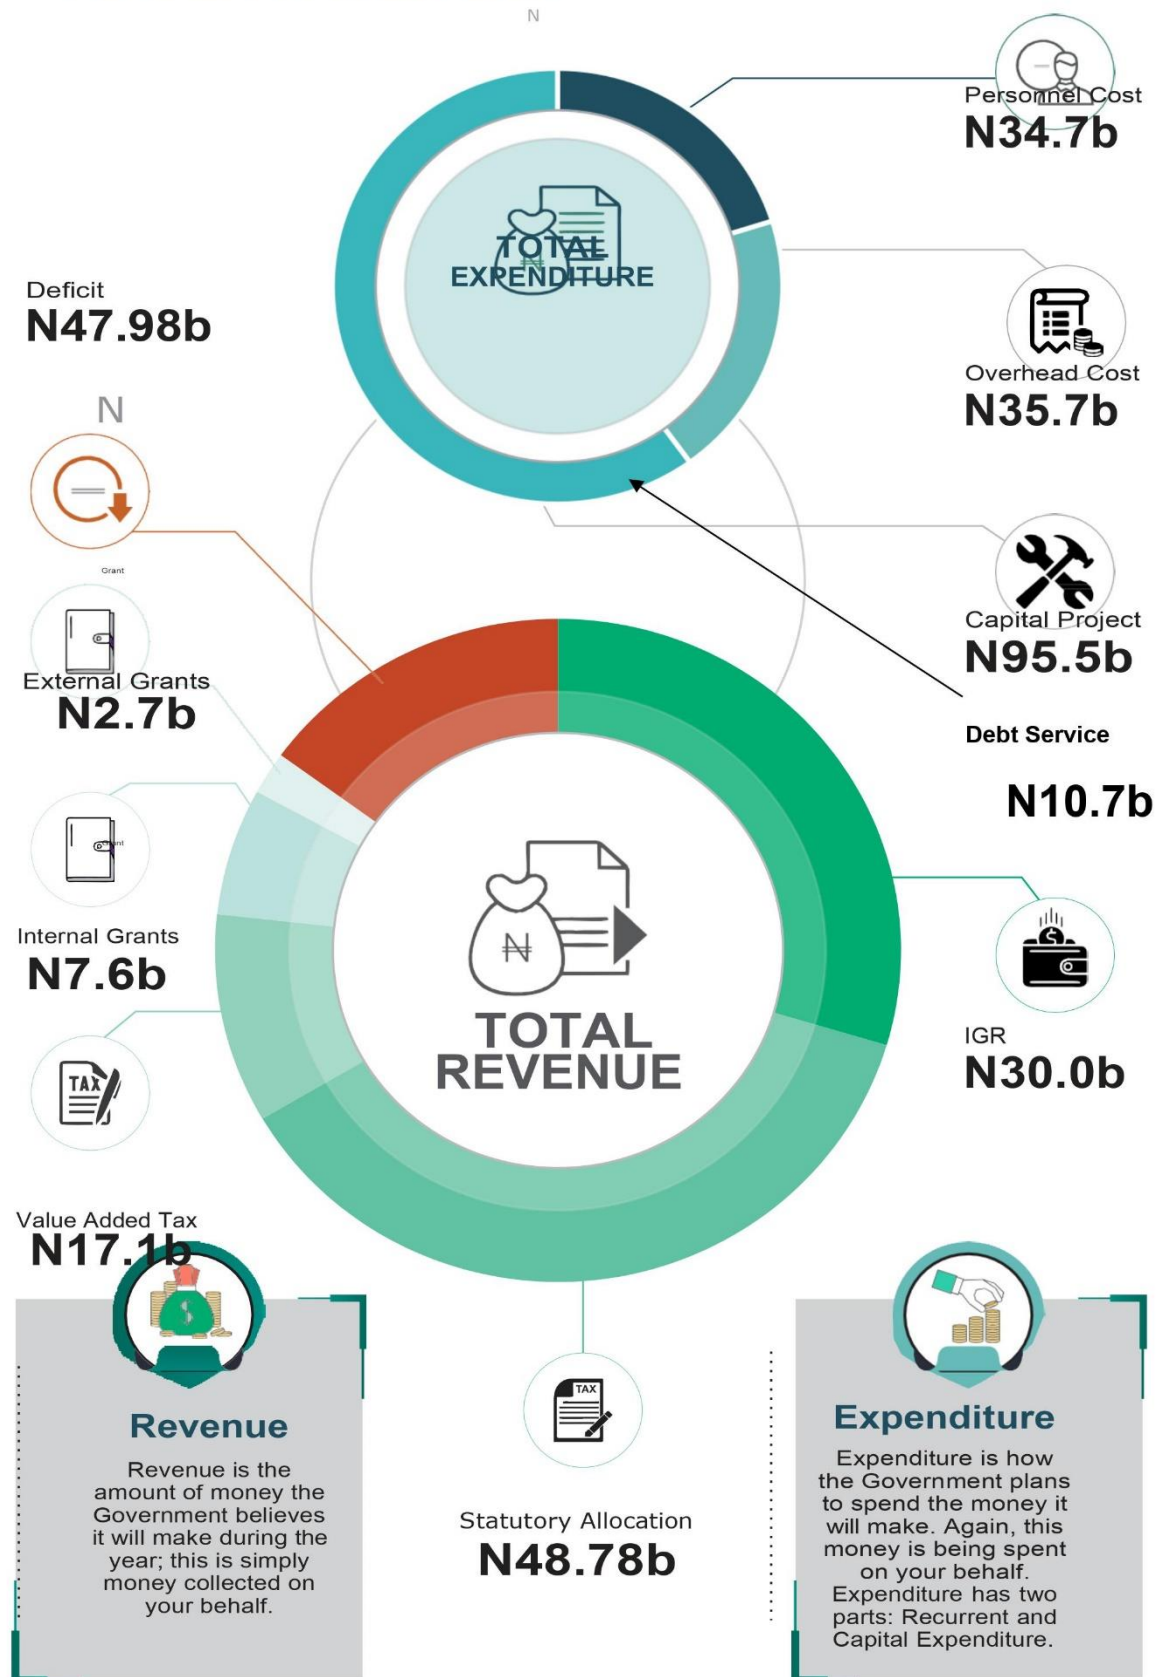 N
Personnel Cost
N34.7b
TOTAL
EXPENDITURE
Deficit
N47.98b
Overhead Cost
N35.7b
N
Grant
External Grants
N2.7b
Capital Project
N95.5b
Debt Service
N10.7b
Grant
Internal Grants
N7.6b
TOTAL
REVENUE
IGR
N30.0b
TAX
Value Added Tax
N17.1b
TAX
Statutory Allocation
N48.78b
Revenue
Revenue is the
amount of money the
Government believes
it will make during the
year; this is simply
money collected on
your behalf.
Expenditure
Expenditure is how
the Government plans
to spend the money it
will make. Again, this
money is being spent
on your behalf.
Expenditure has two
parts: Recurrent and
Capital Expenditure.